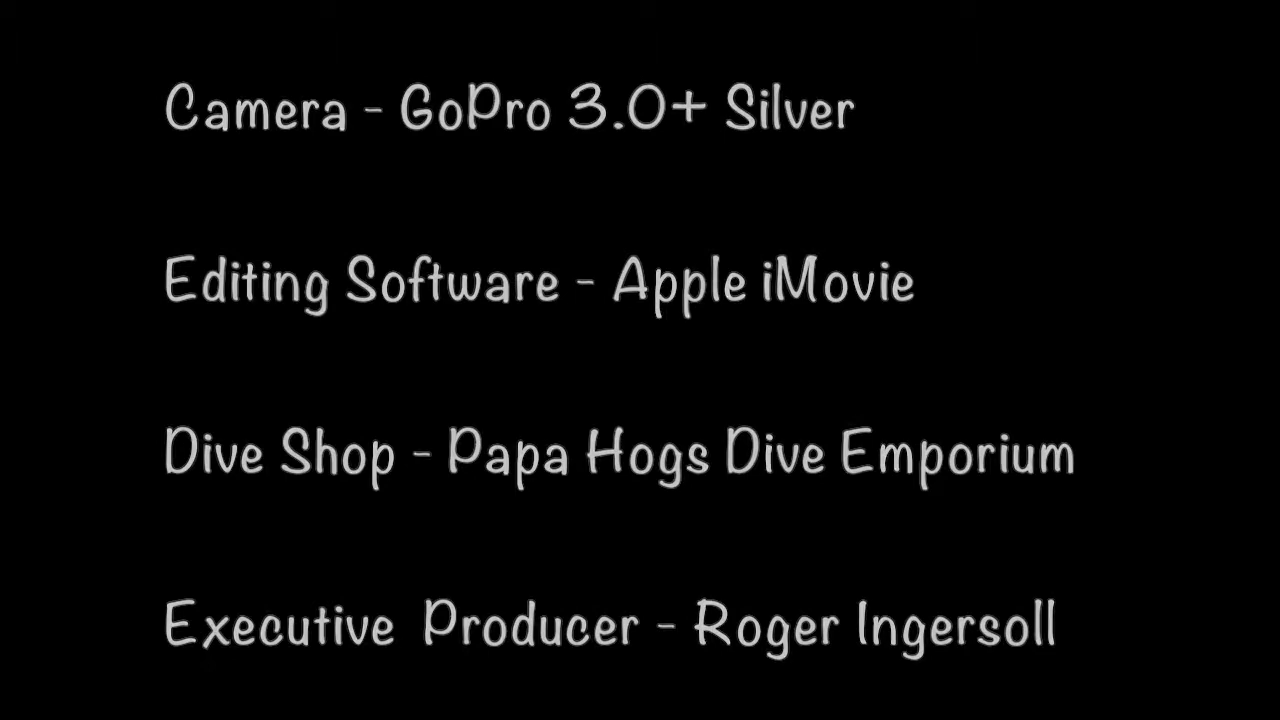 Camera - GoPro 3.0+ Silver
Editing Software - Apple iMovie
Dive Shop - Papa Hogs Dive Emporium
Executive  Producer - Roger Ingersoll